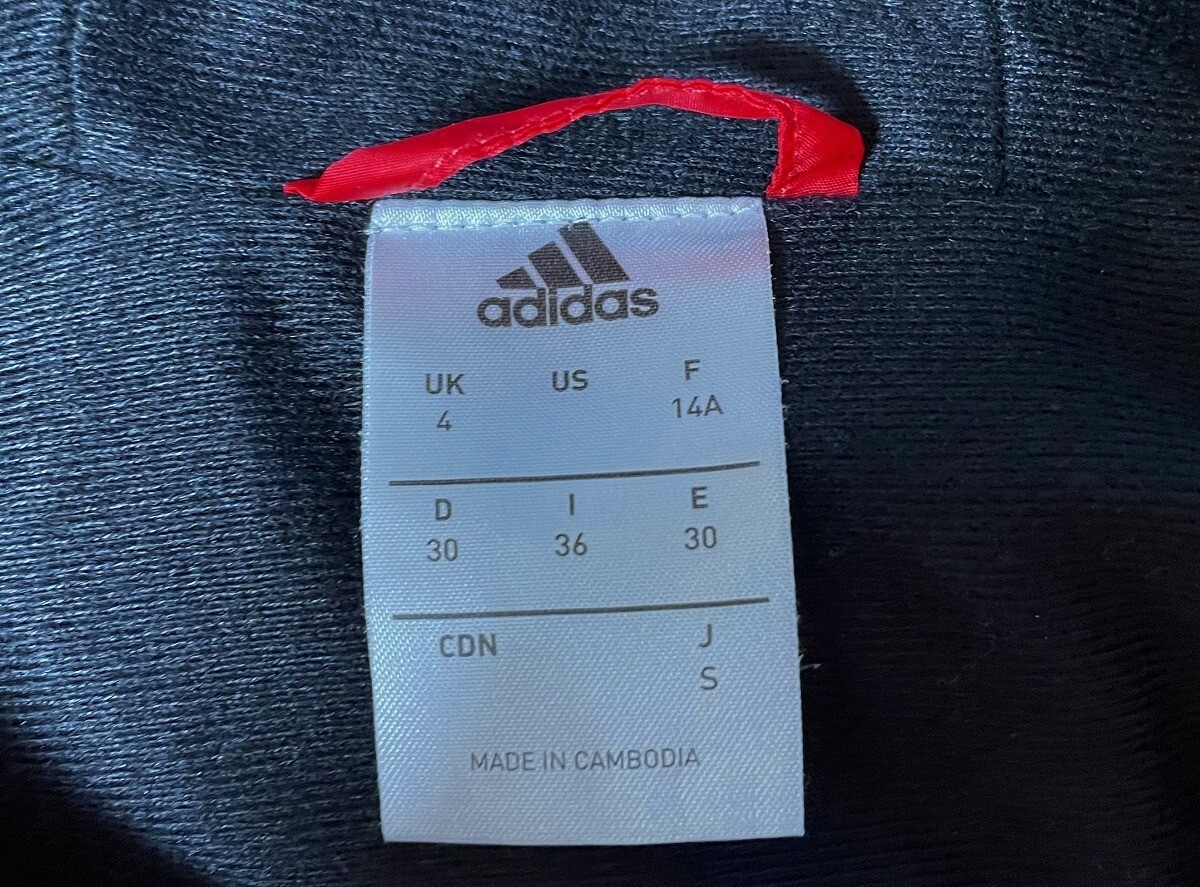 adidas
UK US F
4 14A
D I E
30 36 30
CDN J
S
MADE IN CAMBODIA